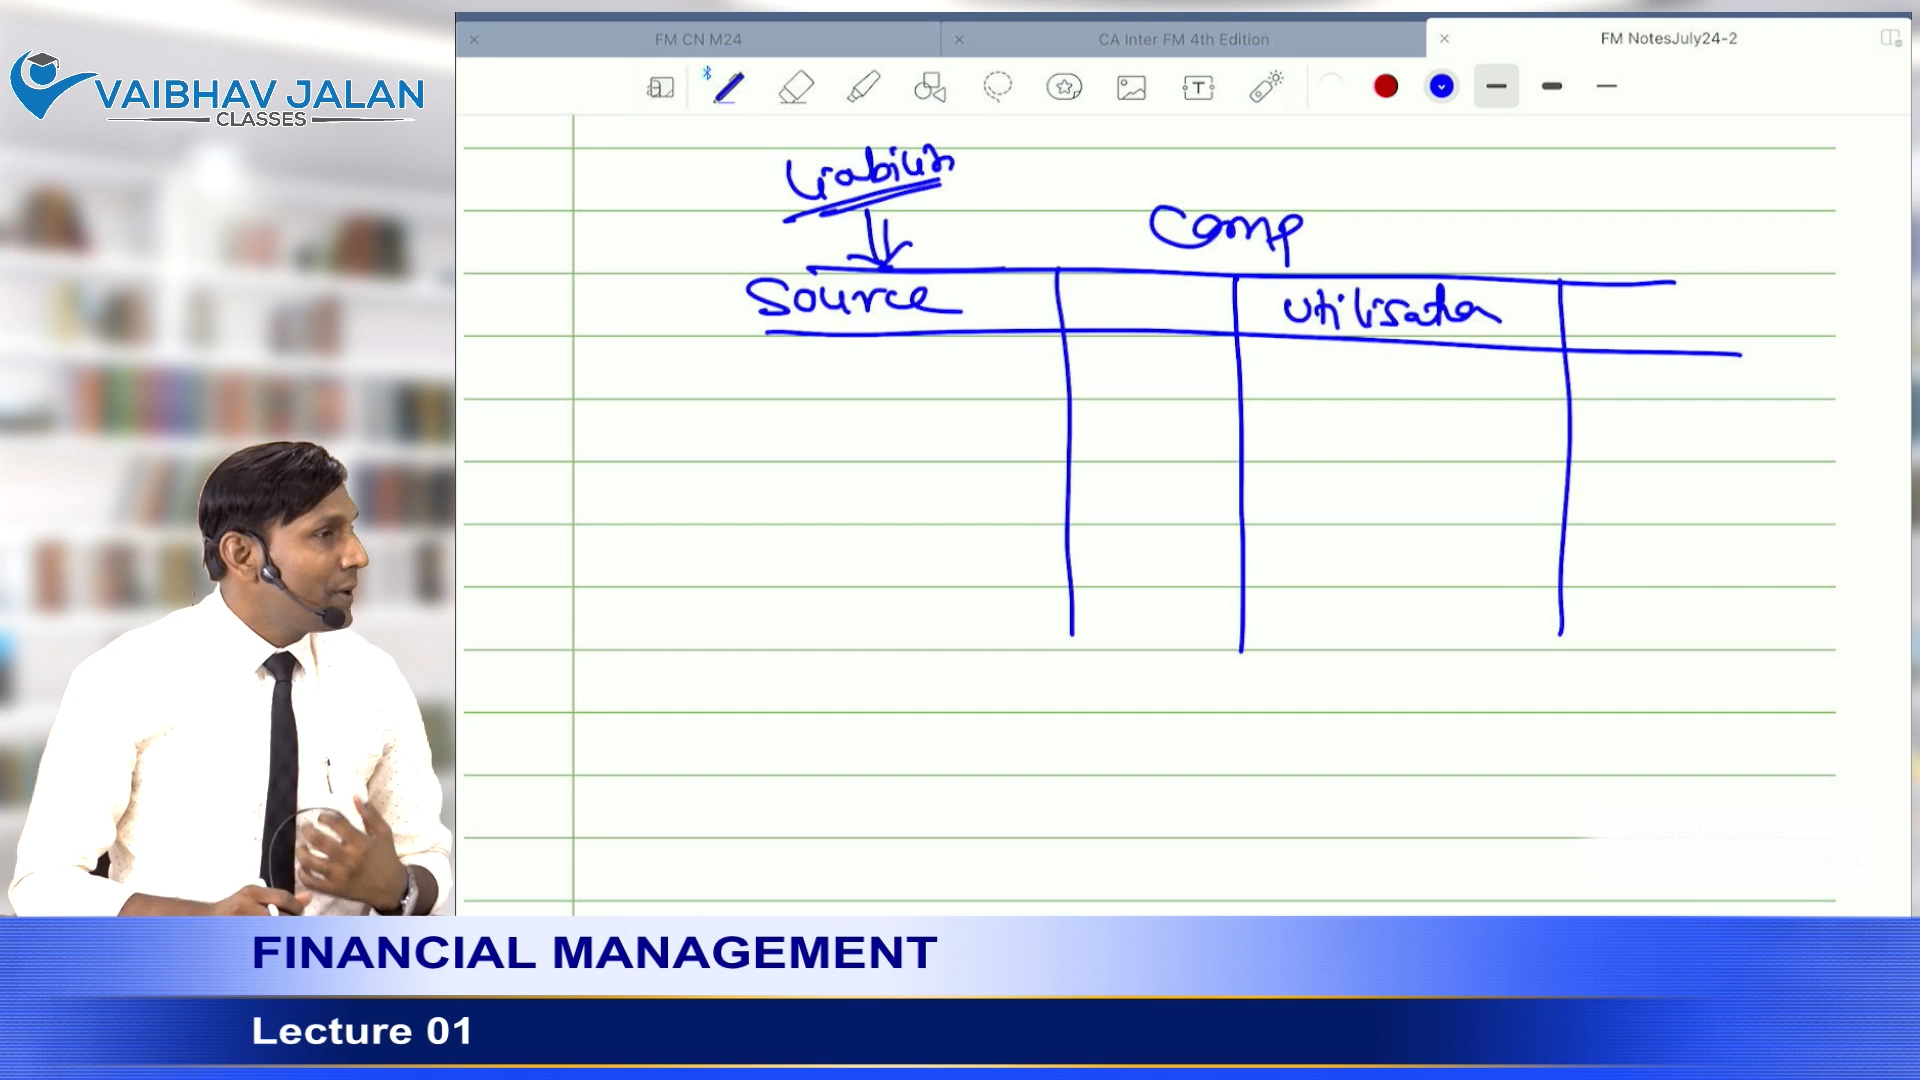 VAIBHAV JALAN
CLASSES
FM CN M24
CA Inter FM 4th Edition
FM NotesJuly24-2
T
Comp
Source
Utilisation
FINANCIAL MANAGEMENT
Lecture 01